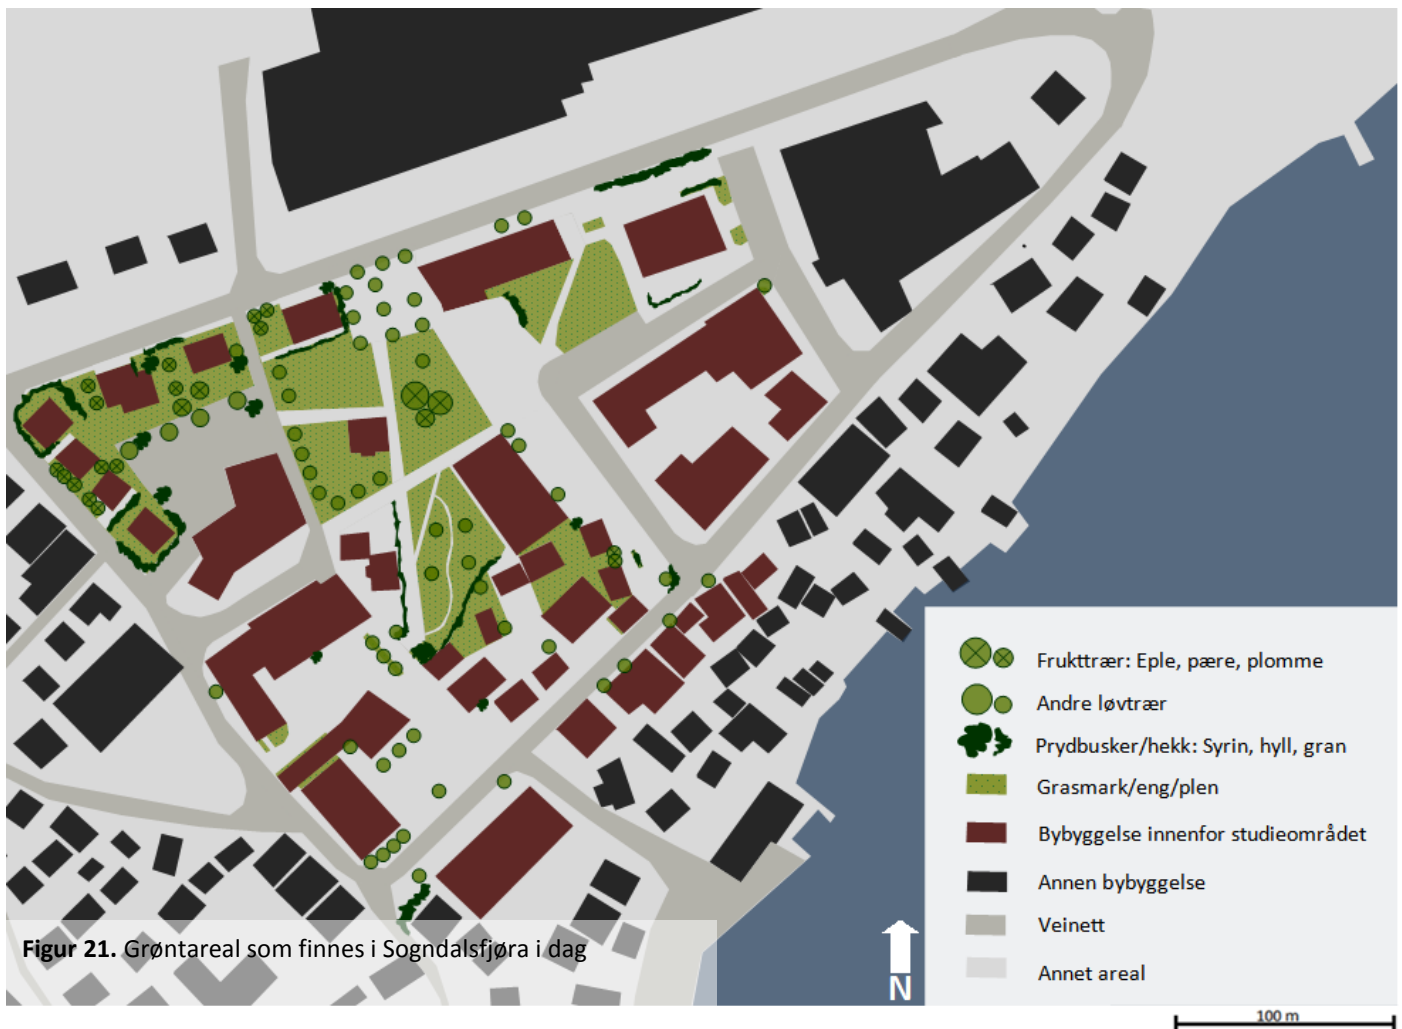 Frukttrær: Eple, pære, plomme
Andre løvtrær
Prydbusker/hekk: Syrin, hyll, gran
Grasmark/eng/plen
Bybyggelse innenfor studieområdet
Annen bybyggelse
Veinett
Annet areal
Figur 21. Grøntareal som finnes i Sogndalsfjøra i dag
N
100 m